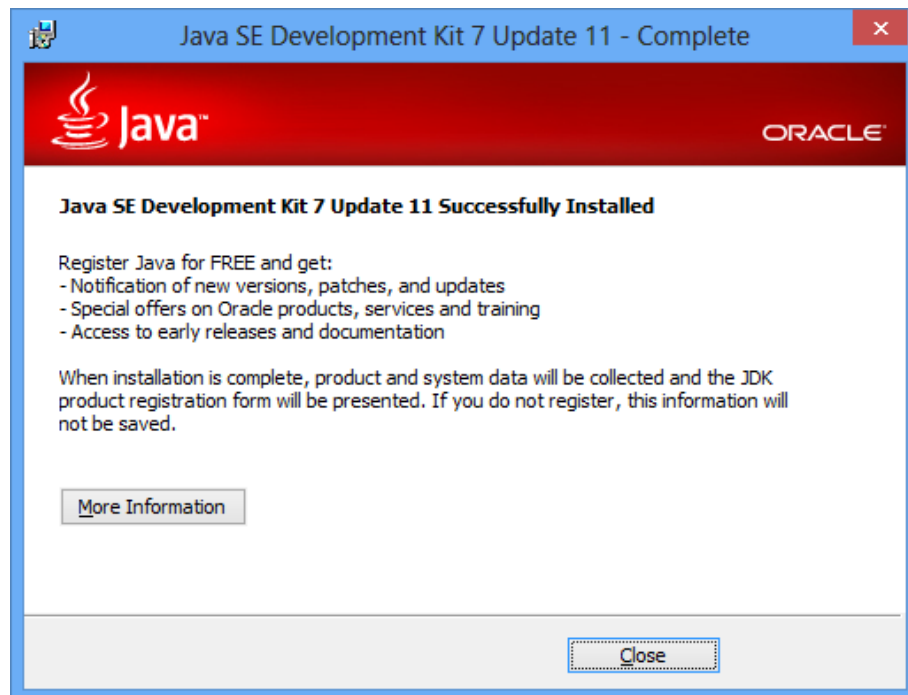 Java SE Development Kit 7 Update 11 - Complete
Java™
ORACLE®
Java SE Development Kit 7 Update 11 Successfully Installed
Register Java for FREE and get:
- Notification of new versions, patches, and updates
- Special offers on Oracle products, services and training
- Access to early releases and documentation
When installation is complete, product and system data will be collected and the JDK
product registration form will be presented. If you do not register, this information will
not be saved.
More Information
Close